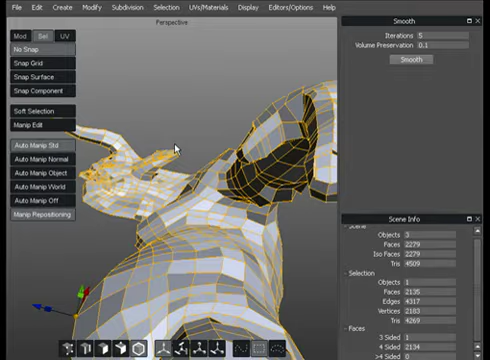 File Edit Create Modify Subdivision Selection UVs/Materials Display Editors/Options Help
Perspective
Mod Sel UV
No Snap
Snap Grid
Snap Surface
Snap Component
Soft Selection
Manip Edit
Auto Manip Std
Auto Manip Normal
Auto Manip Object
Auto Manip World
Auto Manip Off
Manip Repositioning
Smooth
Iterations 5
Volume Preservation 0.1
Smooth
Scene Info
Scene
Objects 3
Faces 2279
Iso Faces 2279
Tris 4509
Selection
Objects 1
Faces 2135
Edges 4317
Vertices 2183
Tris 4269
Faces
3 Sided 1
4 Sided 2134
>4 Sided 0